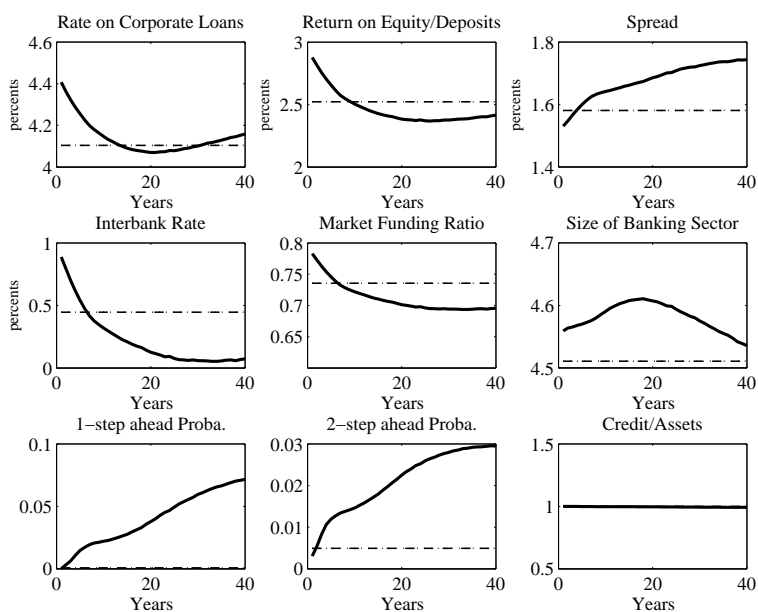 Rate on Corporate Loans
Return on Equity/Deposits
Spread
4.6
4.4
4.2
4
percents
0
20
40
Years
3
2.5
2
0
20
40
Years
1.8
1.6
1.4
percents
0
20
40
Years
Interbank Rate
Market Funding Ratio
Size of Banking Sector
1
0.5
0
percents
0
20
40
Years
0.8
0.75
0.7
0.65
0
20
40
Years
4.7
4.6
4.5
0
20
40
Years
1−step ahead Proba.
2−step ahead Proba.
Credit/Assets
0.1
0.05
0
0
20
40
Years
0.03
0.02
0.01
0
0
20
40
Years
1.5
1
0.5
0
20
40
Years